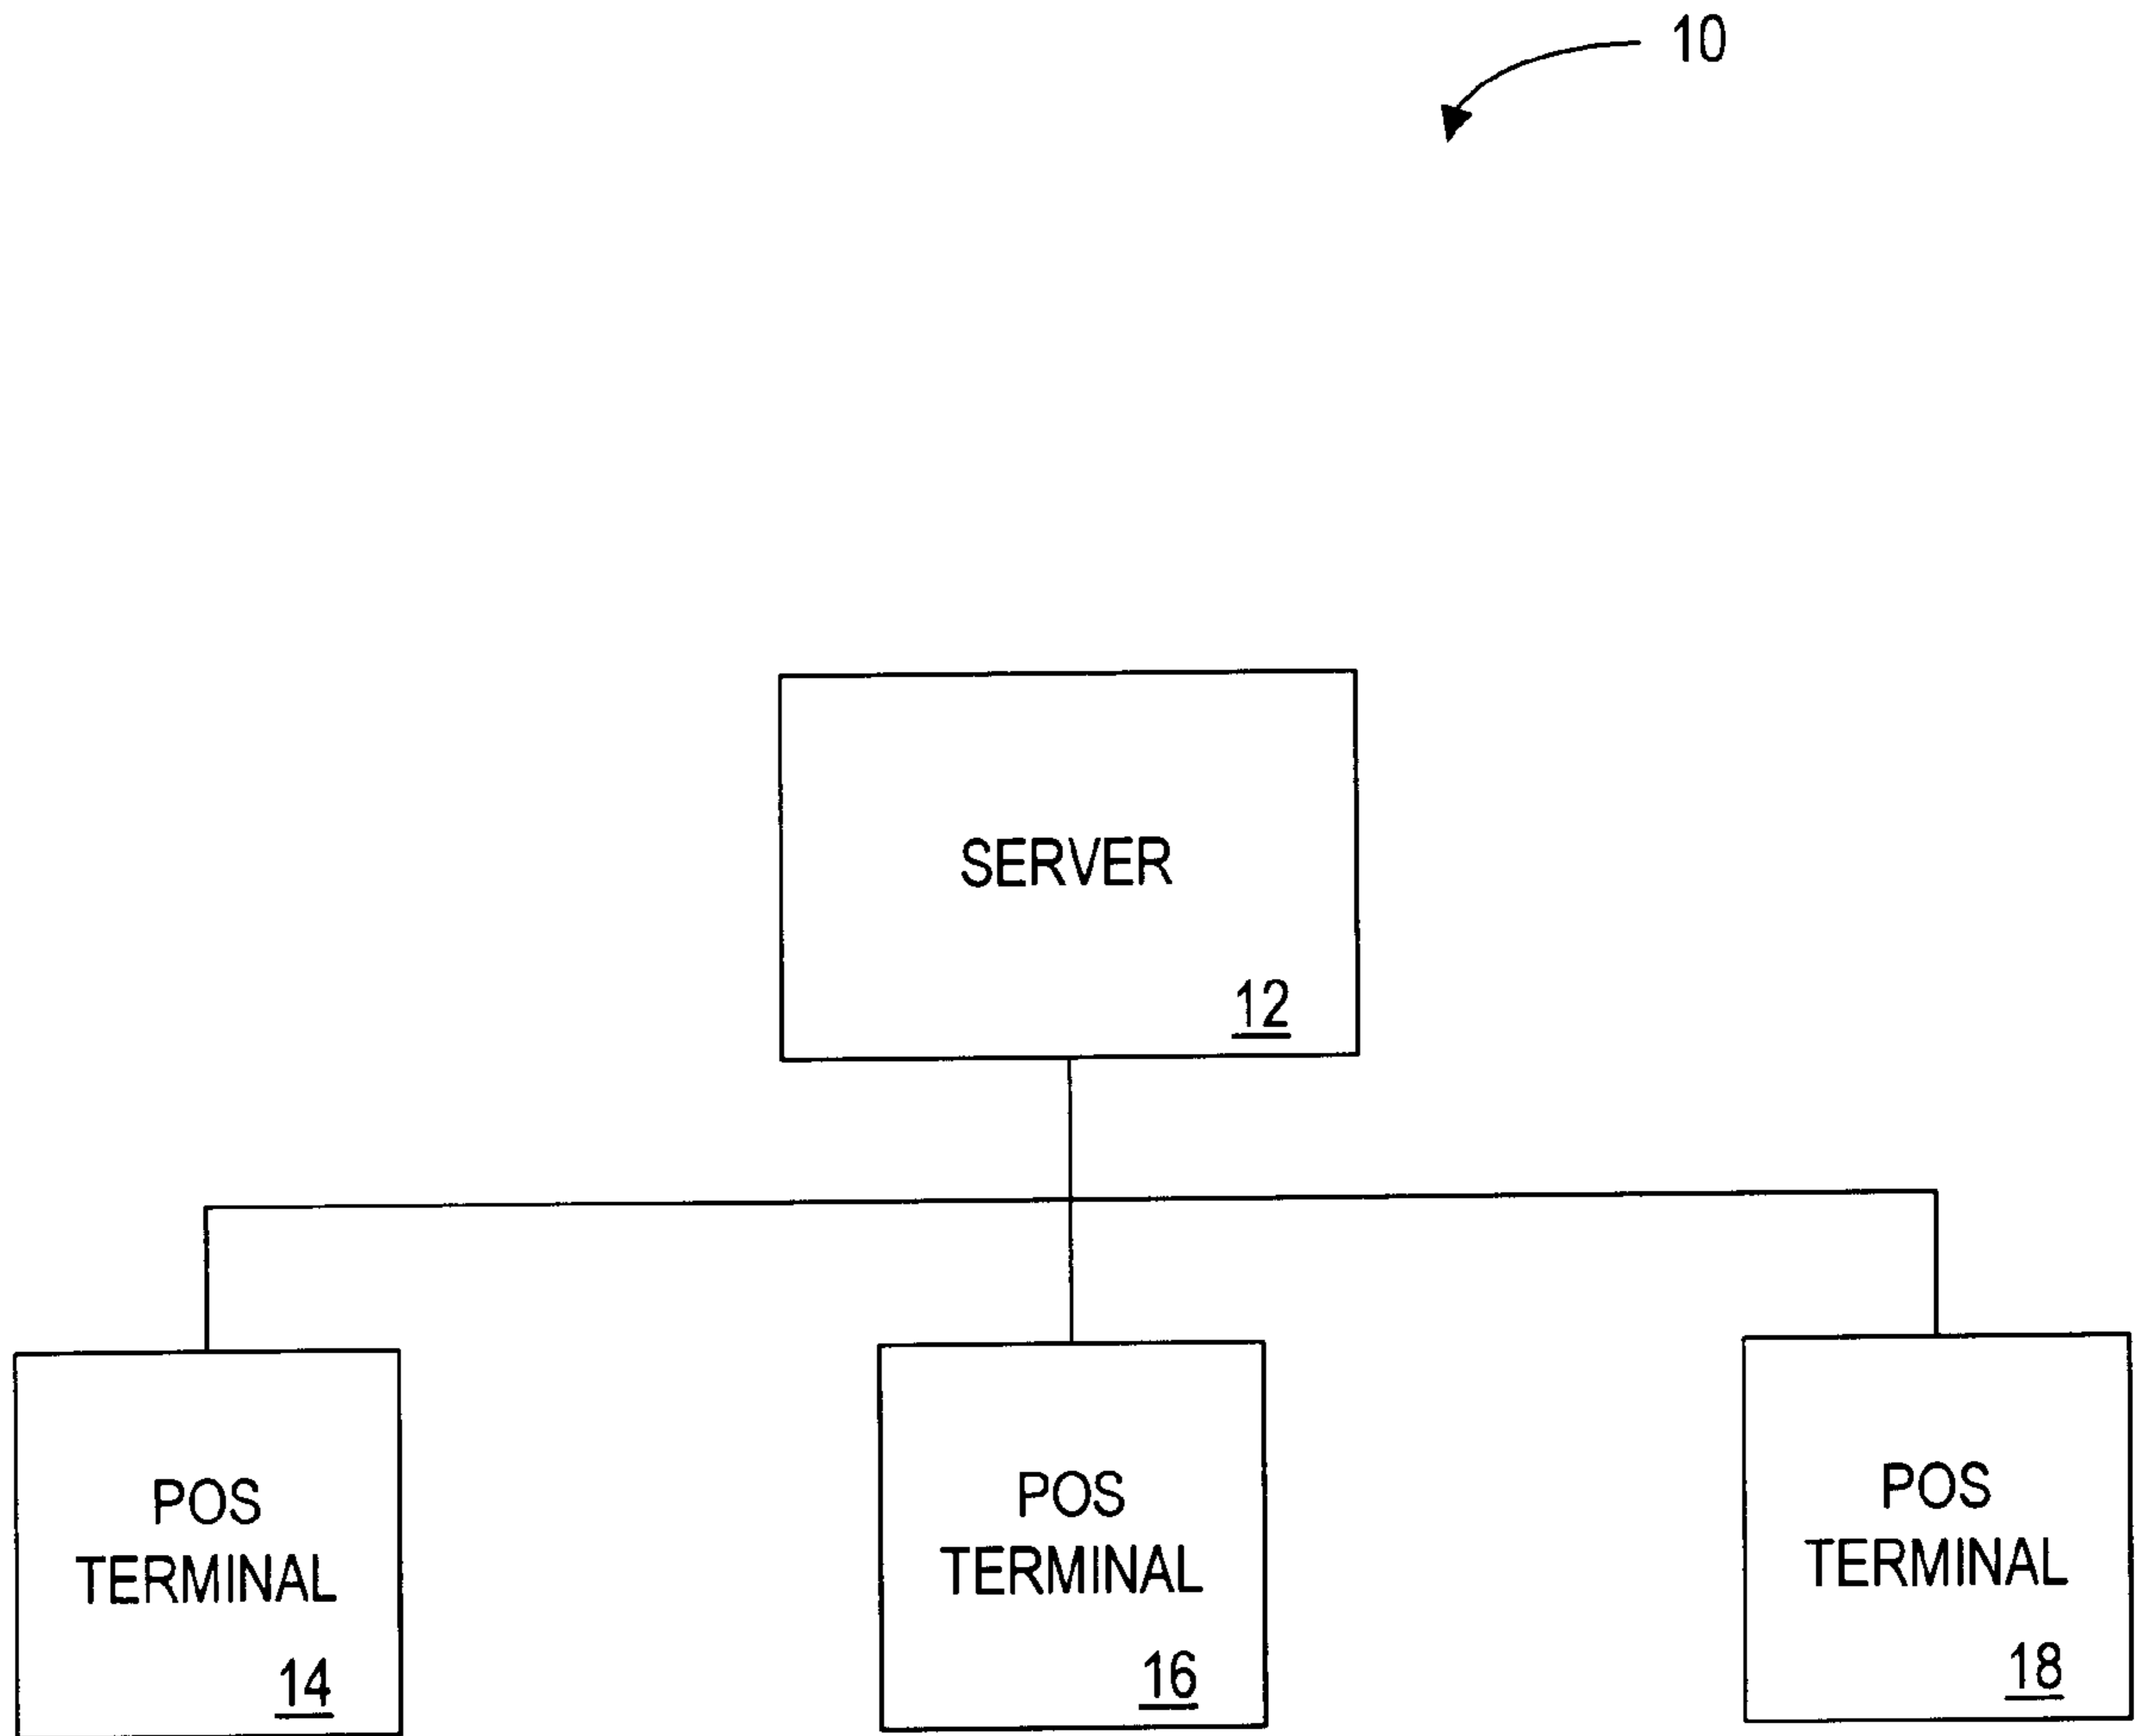 10
SERVER
12
POS
TERMINAL
14
POS
TERMINAL
16
POS
TERMINAL
18